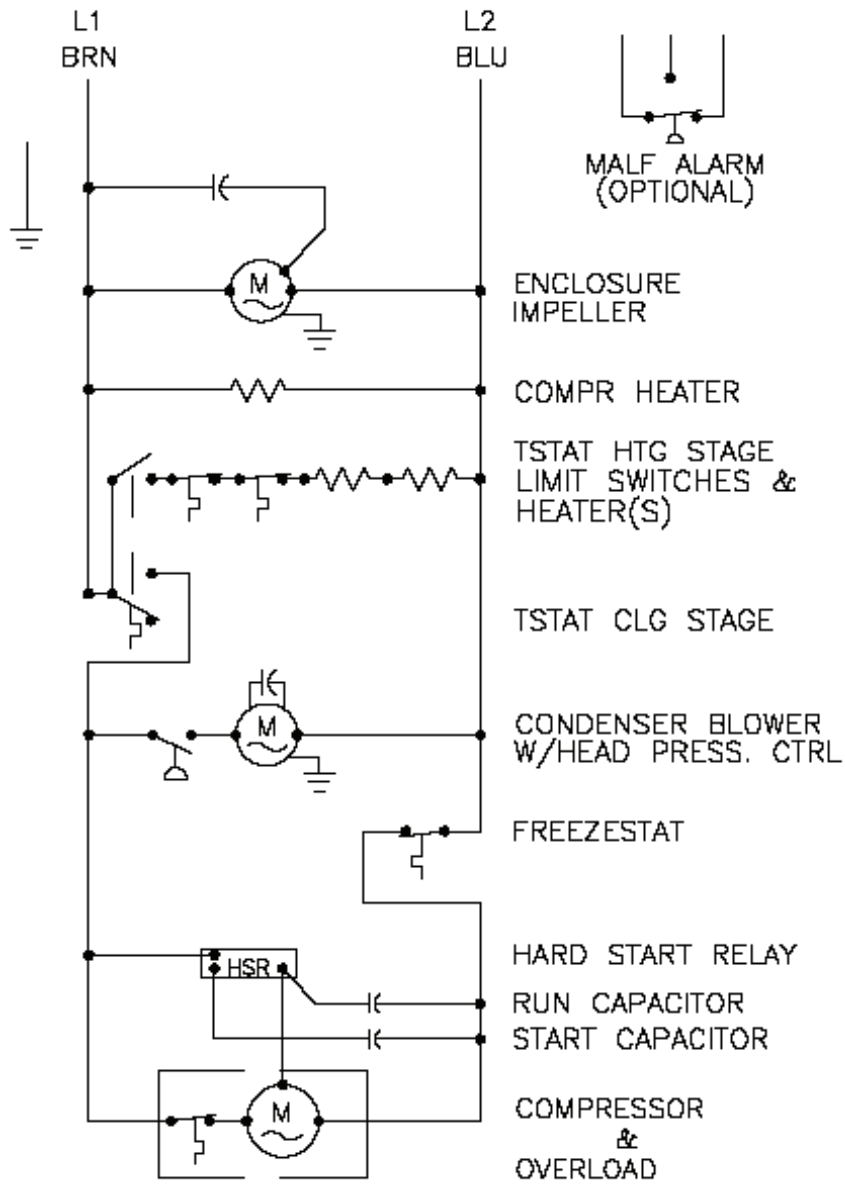 L1
BRN
L2
BLU
MALF ALARM
(OPTIONAL)
M
ENCLOSURE
IMPELLER
COMPR HEATER
TSTAT HTG STAGE
LIMIT SWITCHES &
HEATER(S)
TSTAT CLG STAGE
M
CONDENSER BLOWER
W/HEAD PRESS. CTRL
FREEZESTAT
HSR
HARD START RELAY
RUN CAPACITOR
START CAPACITOR
M
COMPRESSOR
&
OVERLOAD